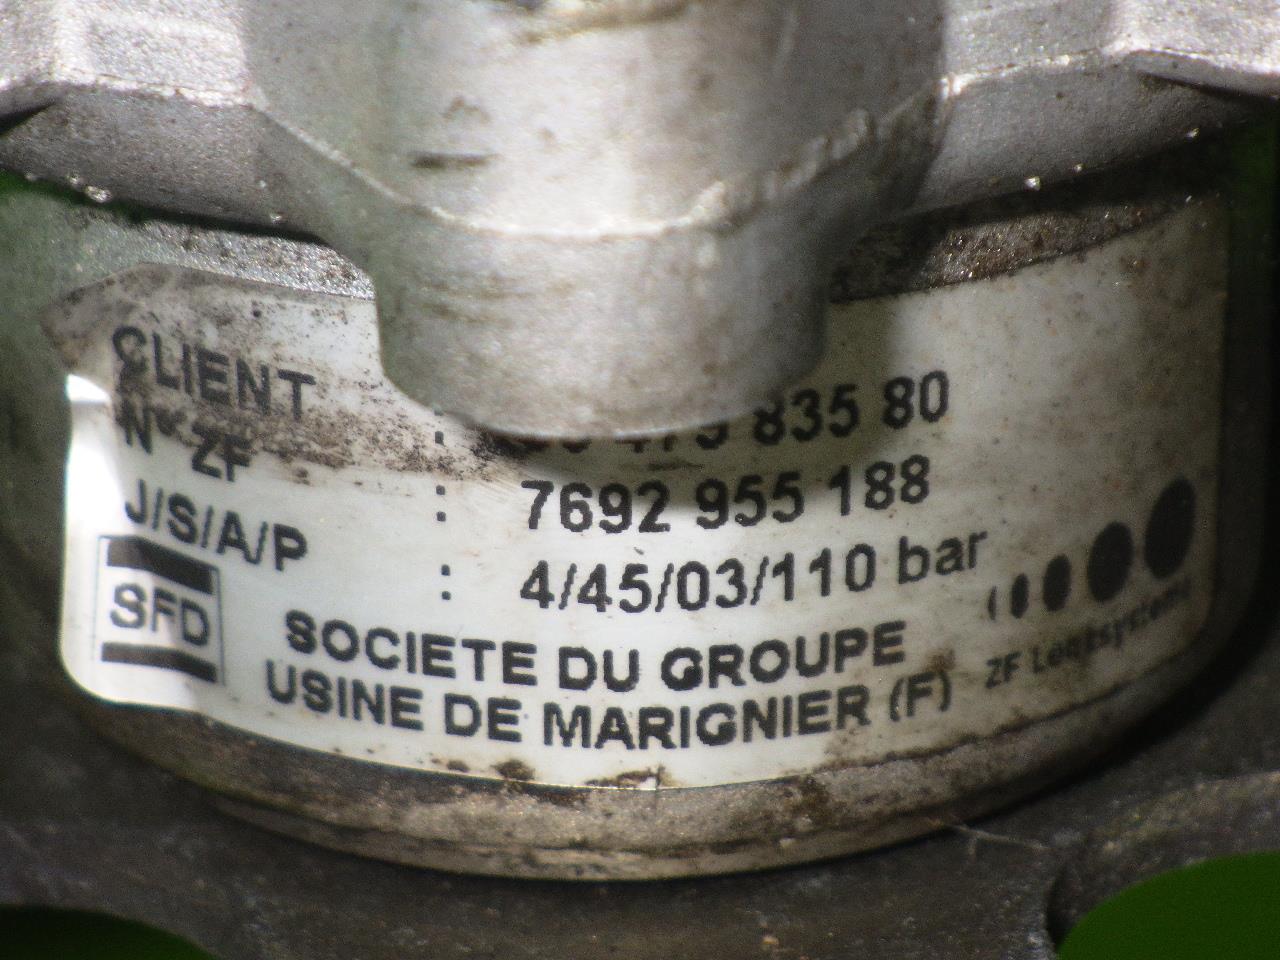 CLIENT : 835 80
N° ZF : 7692 955 188
J/S/A/P : 4/45/03/110 bar
SFD
SOCIETE DU GROUPE
USINE DE MARIGNIER (F)
ZF Lenksysteme